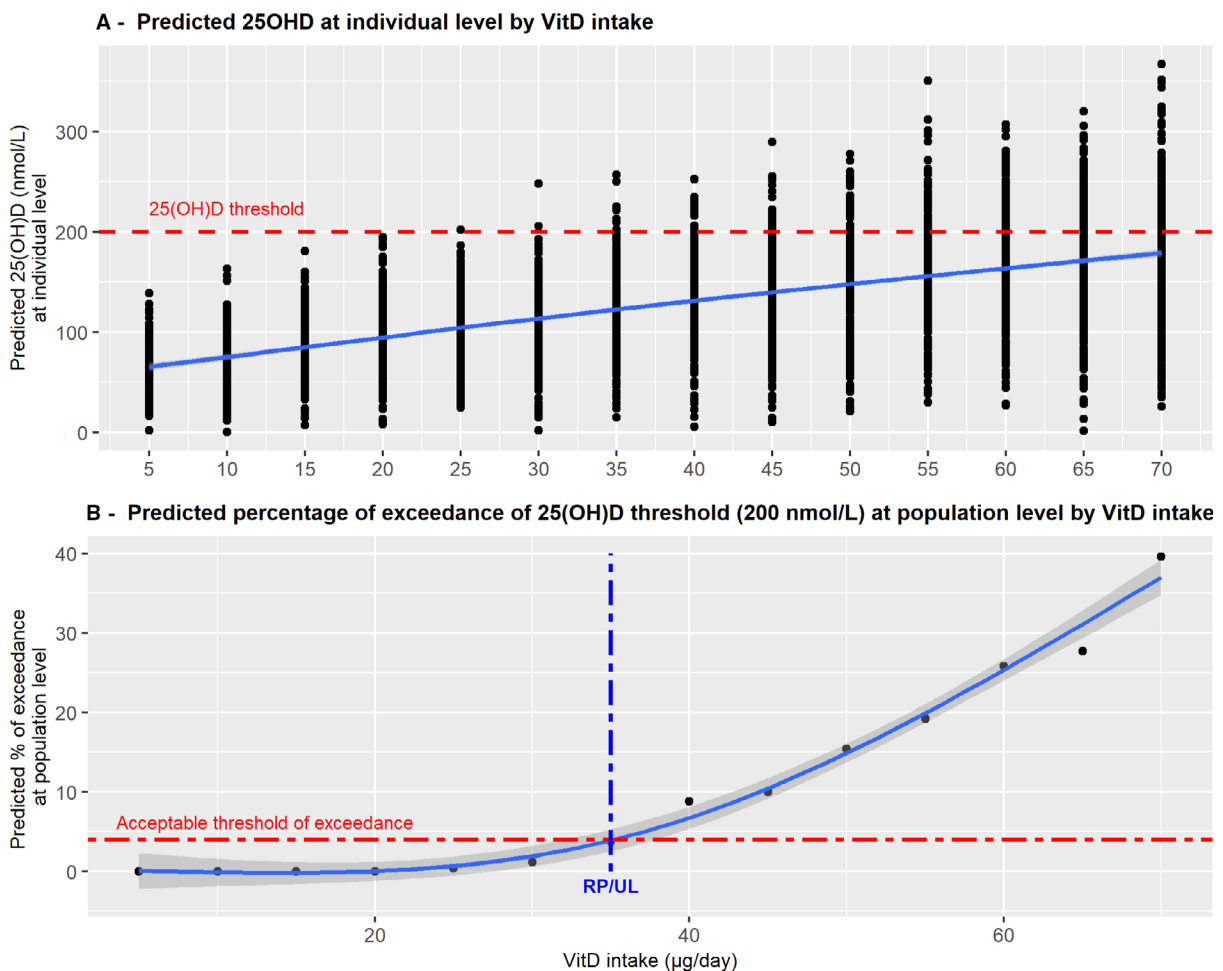 A - Predicted 25OHD at individual level by VitD intake
Predicted 25(OH)D (nmol/L)
at individual level
300
200
100
0
25(OH)D threshold
5 10 15 20 25 30 35 40 45 50 55 60 65 70
B - Predicted percentage of exceedance of 25(OH)D threshold (200 nmol/L) at population level by VitD intake
Predicted % of exceedance
at population level
40
30
20
10
0
Acceptable threshold of exceedance
RP/UL
20 40 60
VitD intake (µg/day)